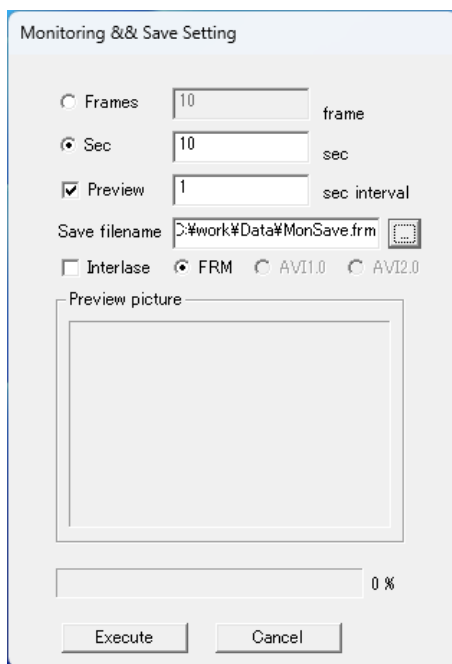 Monitoring && Save Setting
Frames 10 frame
Sec 10 sec
Preview 1 sec interval
Save filename D:¥work¥Data¥MonSave.frm ...
Interlase FRM AVI1.0 AVI2.0
Preview picture
0 %
Execute Cancel